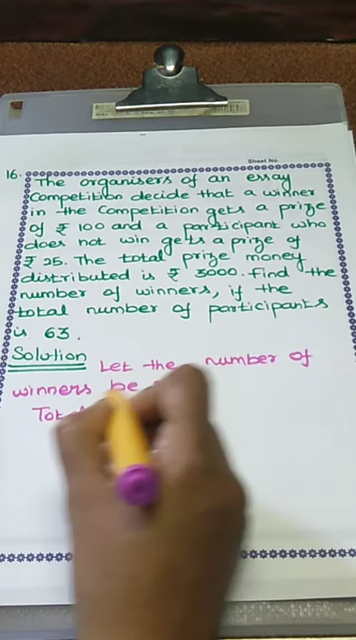 Sheet No.
16. The organisers of an essay
Competition decide that a winner
in the Competition gets a prize
of ₹ 100 and a participant who
does not win gets a prize of
₹ 25. The total prize money
distributed is ₹ 3000. Find the
number of winners, if the
total number of participants
is 63.
Solution Let the number of
winners be